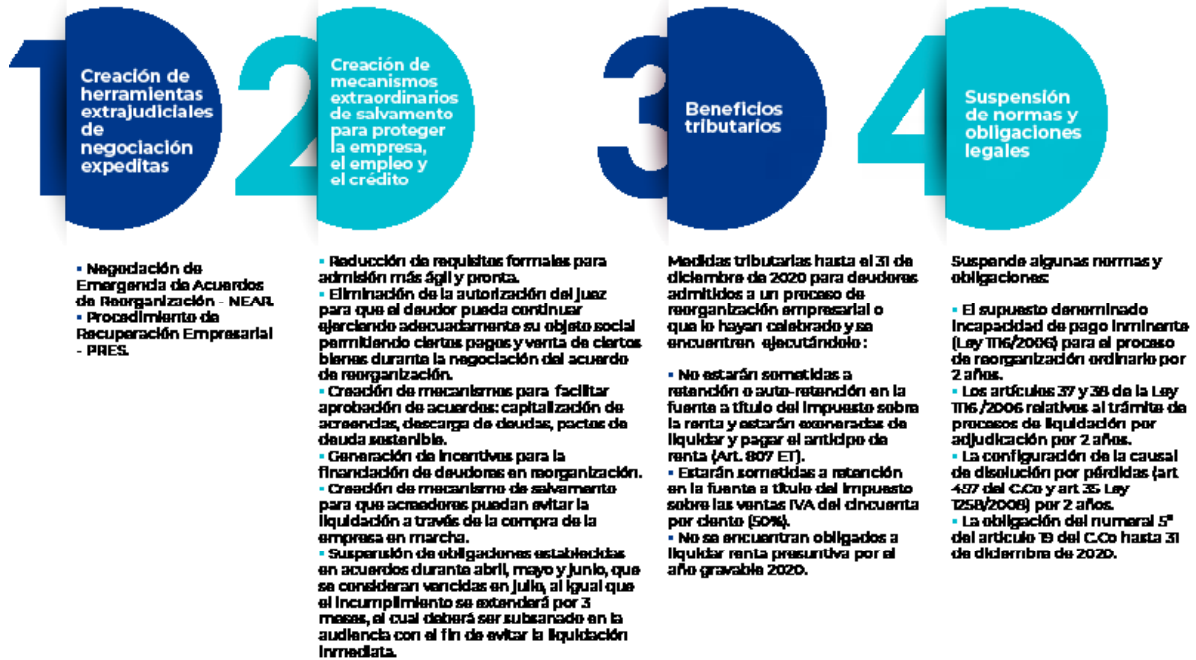 1
Creación de
herramientas
extrajudiciales
de
negociación
expeditas
• Negociación de
Emergencia de Acuerdos
de Reorganización - NEAR.
• Procedimiento de
Recuperación Empresarial
- PRES.
2
Creación de
mecanismos
extraordinarios
de salvamento
para proteger
la empresa,
el empleo y
el crédito
• Reducción de requisitos formales para
admisión más ágil y pronta.
• Eliminación de la autorización del juez
para que el deudor pueda continuar
ejerciendo adecuadamente su objeto social
permitiendo ciertos pagos y venta de ciertos
bienes durante la negociación del acuerdo
de reorganización.
• Creación de mecanismos para facilitar
aprobación de acuerdos: capitalización de
acreencias, descarga de deudas, pactos de
deuda sostenible.
• Generación de incentivos para la
financiación de deudores en reorganización.
• Creación de mecanismo de salvamento
para que acreedores puedan evitar la
liquidación a través de la compra de la
empresa en marcha.
• Suspensión de obligaciones establecidas
en acuerdos durante abril, mayo y junio, que
se consideran vencidas en julio, al igual que
el incumplimiento se extenderá por 3
meses, el cual deberá ser subsanado en la
audiencia con el fin de evitar la liquidación
inmediata.
3
Beneficios
tributarios
Medidas tributarias hasta el 31 de
diciembre de 2020 para deudores
admitidos a un proceso de
reorganización empresarial o
que lo hayan celebrado y se
encuentren ejecutándolo :
• No estarán sometidas a
retención o auto-retención en la
fuente a título del impuesto sobre
la renta y estarán exoneradas de
liquidar y pagar el anticipo de
renta (Art. 807 ET).
• Estarán sometidas a retención
en la fuente a título del impuesto
sobre las ventas IVA del cincuenta
por ciento (50%).
• No se encuentran obligados a
liquidar renta presuntiva por el
año gravable 2020.
4
Suspensión
de normas y
obligaciones
legales
Suspende algunas normas y
obligaciones:
• El supuesto denominado
incapacidad de pago inminente
(Ley 1116/2006) para el proceso
de reorganización ordinario por
2 años.
• Los artículos 37 y 38 de la Ley
1116 /2006 relativos al trámite de
procesos de liquidación por
adjudicación por 2 años.
• La configuración de la causal
de disolución por pérdidas (art
457 del C.Co y art 35 Ley
1258/2008) por 2 años.
• La obligación del numeral 5°
del artículo 19 del C.Co hasta 31
de diciembre de 2020.